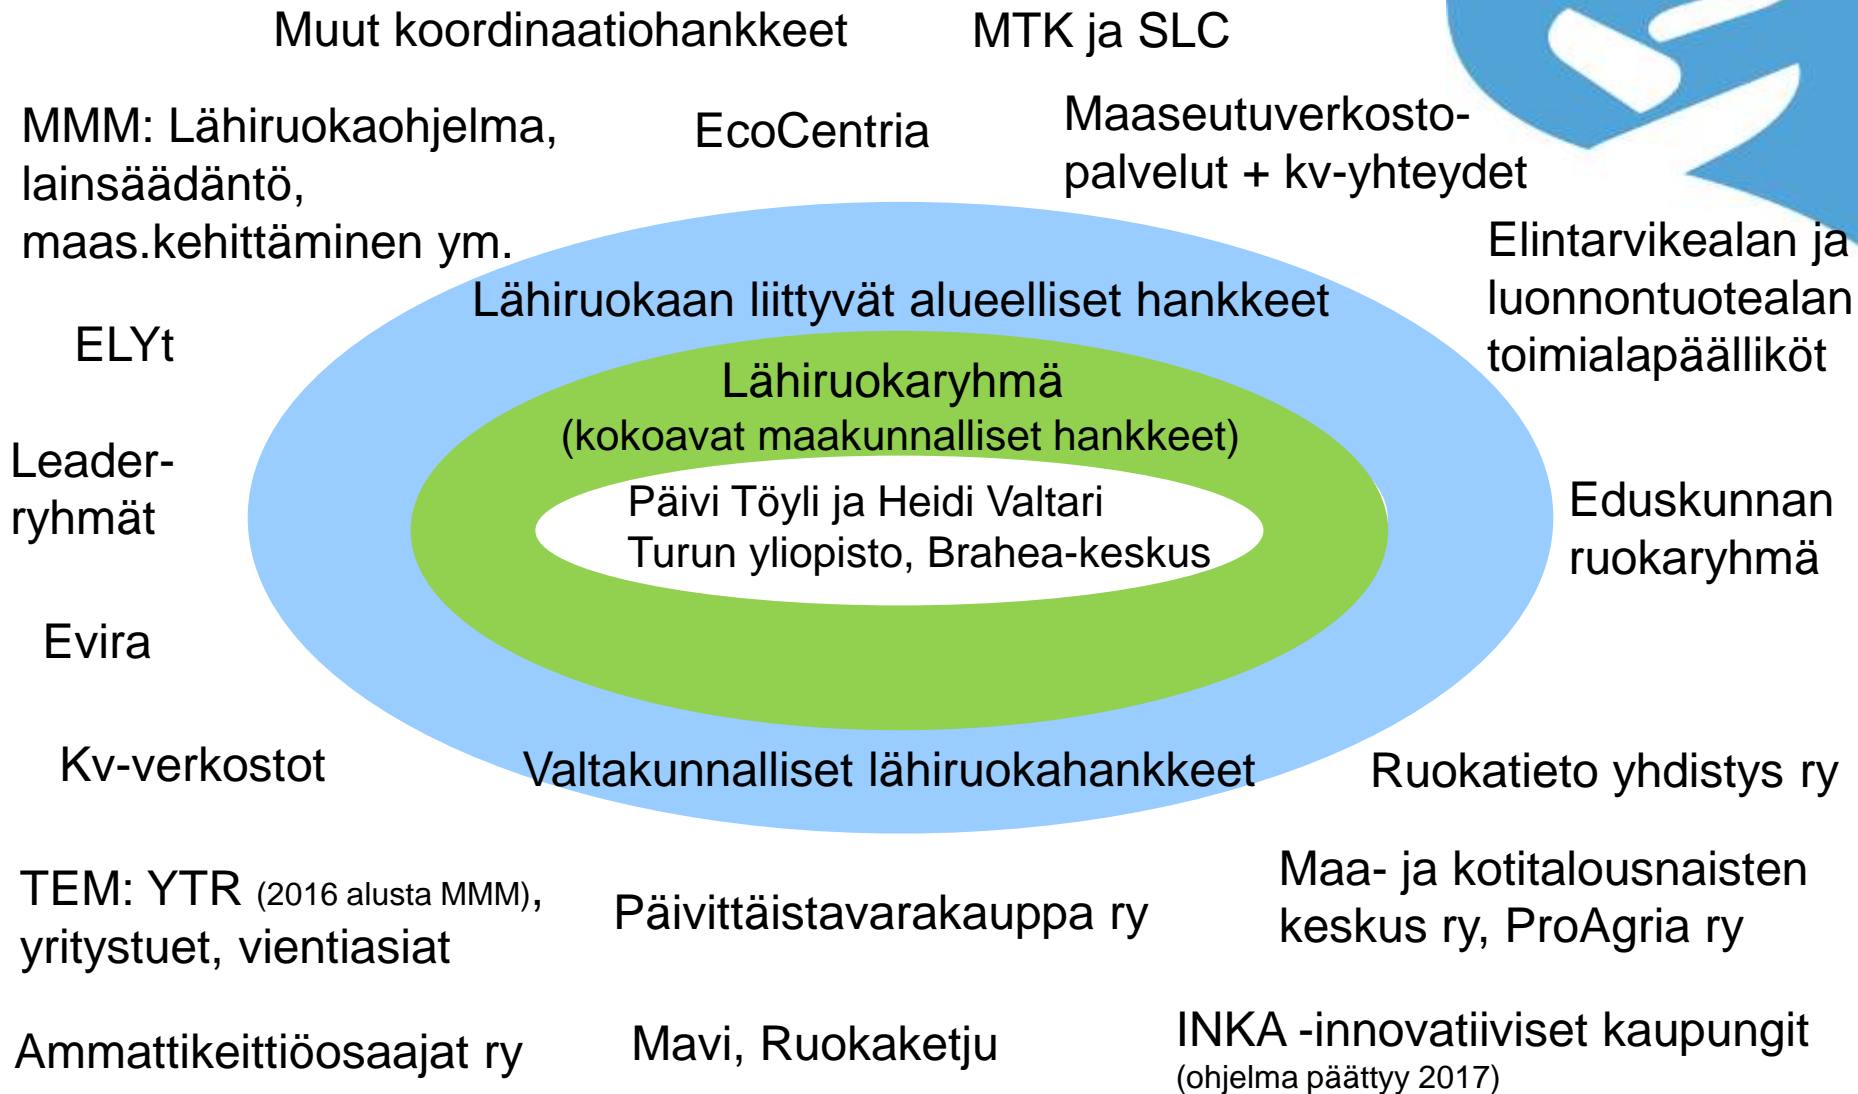 Muut koordinaatiohankkeet
MTK ja SLC
MMM: Lähiruokaohjelma,
lainsäädäntö,
maas.kehittäminen ym.
EcoCentria
Maaseutuverkosto-
palvelut + kv-yhteydet
Elintarvikealan ja
luonnontuotealan
toimialapäälliköt
Lähiruokaan liittyvät alueelliset hankkeet
ELYt
Lähiruokaryhmä
(kokoavat maakunnalliset hankkeet)
Leader-
ryhmät
Päivi Töyli ja Heidi Valtari
Turun yliopisto, Brahea-keskus
Eduskunnan
ruokaryhmä
Evira
Kv-verkostot
Valtakunnalliset lähiruokahankkeet
Ruokatieto yhdistys ry
TEM: YTR (2016 alusta MMM),
yritystuet, vientiasiat
Päivittäistavarakauppa ry
Maa- ja kotitalousnaisten
keskus ry, ProAgria ry
Ammattikeittiöosaajat ry
Mavi, Ruokaketju
INKA -innovatiiviset kaupungit
(ohjelma päättyy 2017)